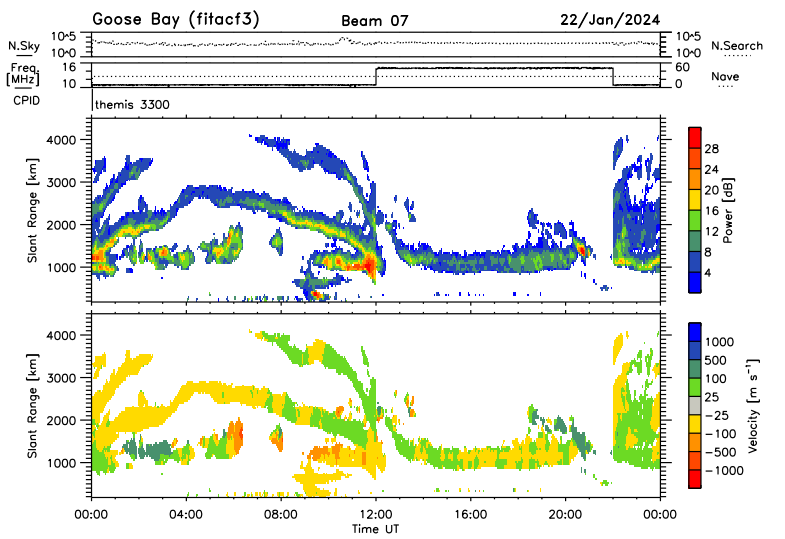 Goose Bay (fitacf3) Beam 07 22/Jan/2024
N.Sky 10^5 10^0 10^5 10^0 N.Search
Freq. [MHz] 16 10 60 0 Nave
CPID themis 3300
Slant Range [km] 4000 3000 2000 1000
Power [dB] 28 24 20 16 12 8 4
Slant Range [km] 4000 3000 2000 1000
Velocity [m s⁻¹] 1000 500 100 25 −25 −100 −500 −1000
00:00 04:00 08:00 12:00 16:00 20:00 00:00
Time UT